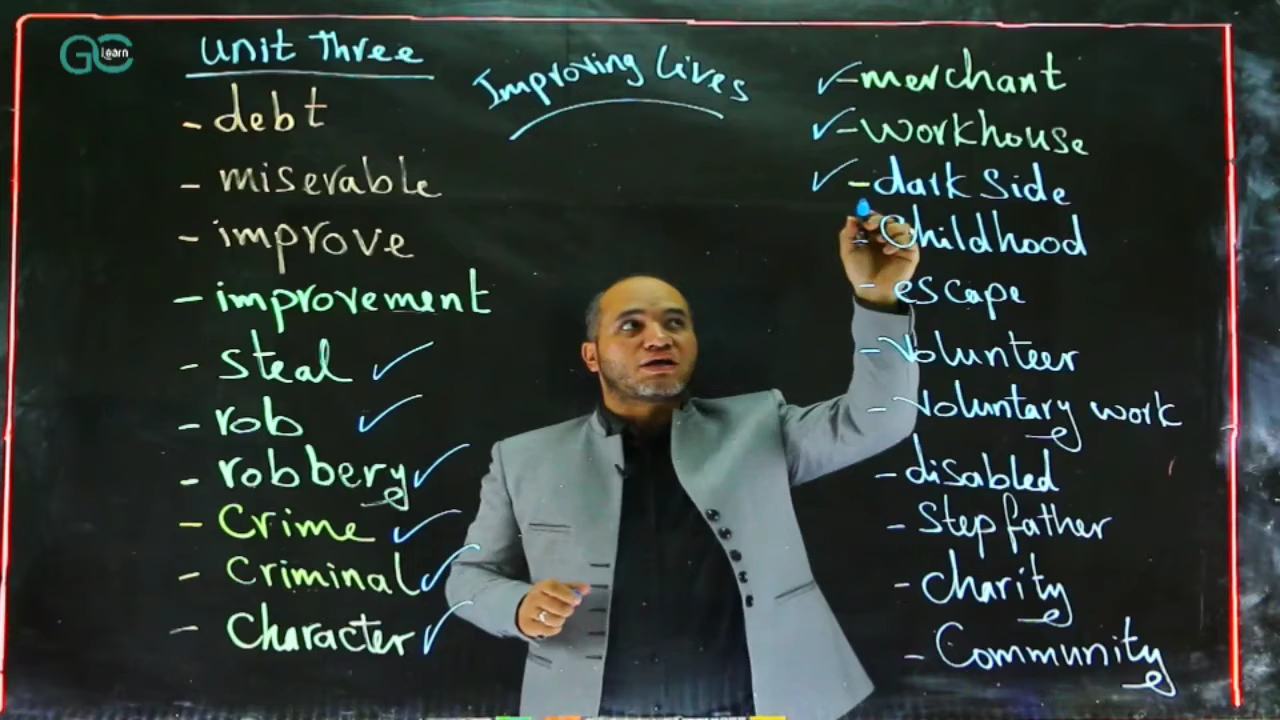 GC Learn
Unit Three
Improving Lives
- debt
- miserable
- improve
- improvement
- steal ✓
- rob ✓
- robbery ✓
- Crime ✓
- Criminal ✓
- Character ✓
✓ - merchant
✓ - workhouse
✓ - dark side
- Childhood
- escape
- Volunteer
- Voluntary work
- disabled
- Step father
- Charity
- Community